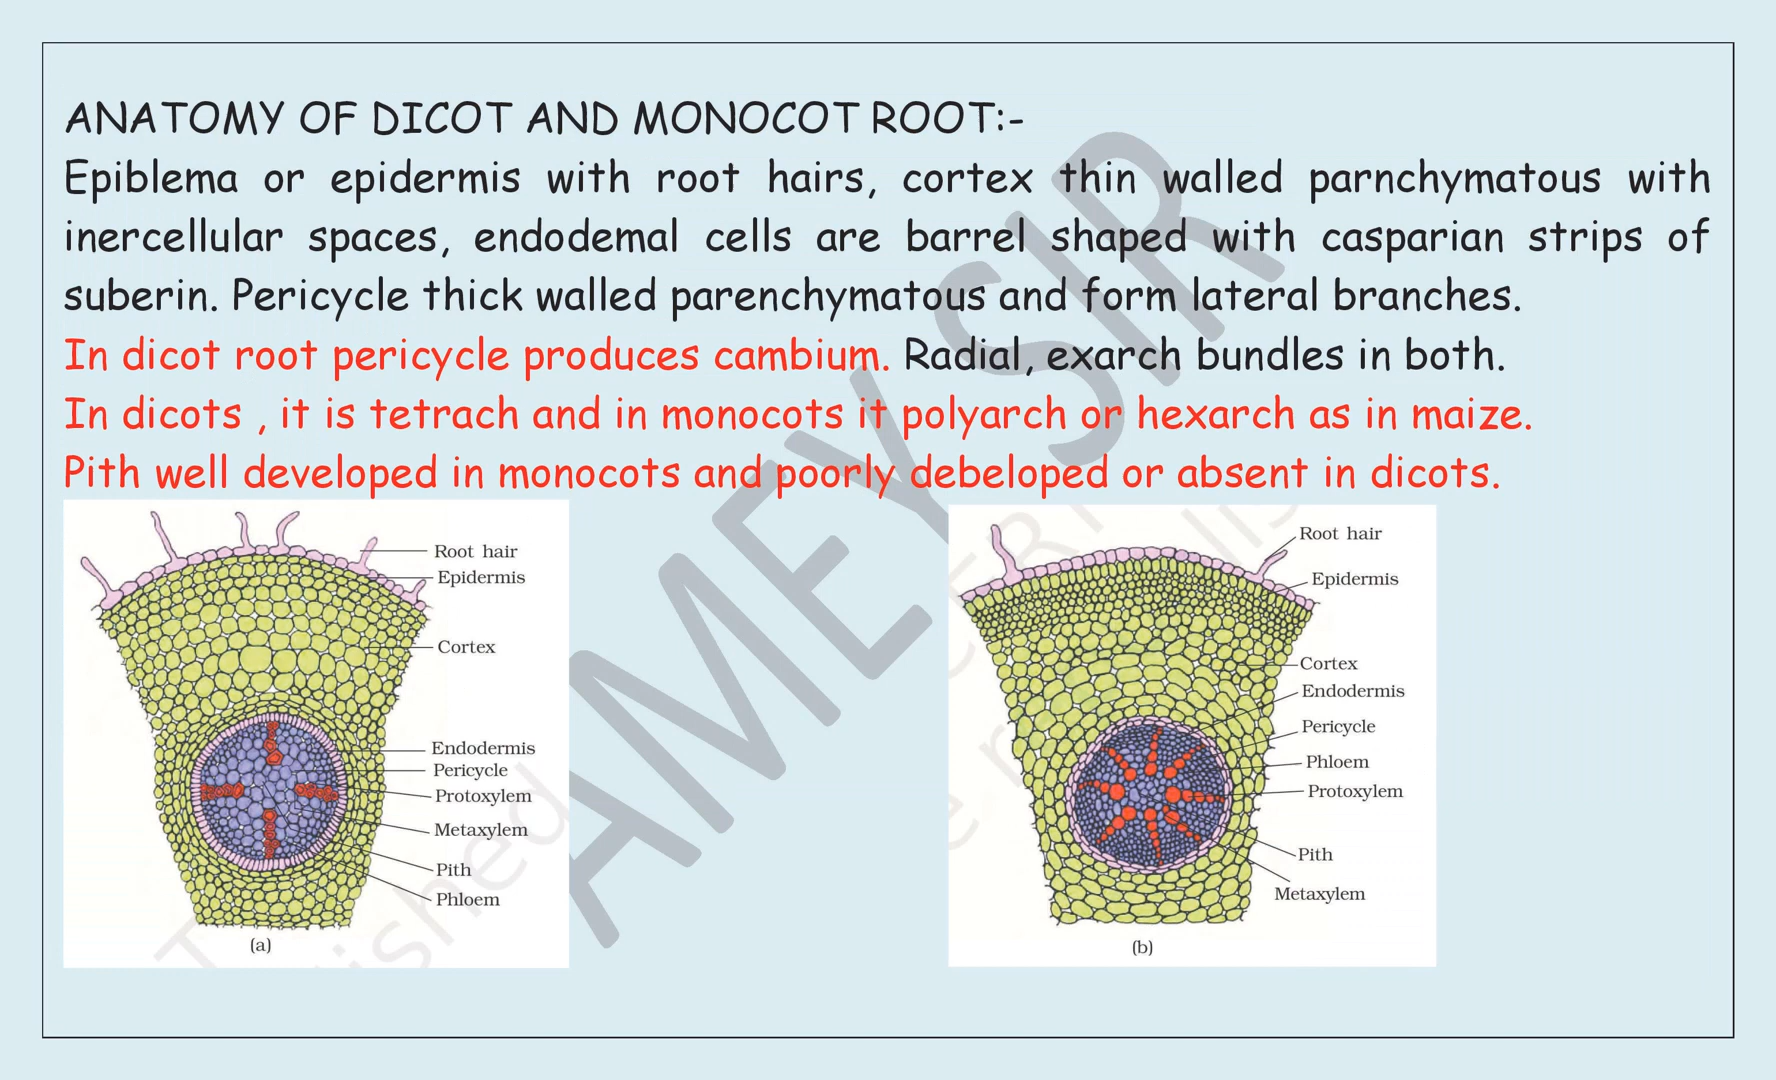 ANATOMY OF DICOT AND MONOCOT ROOT:-
Epiblema or epidermis with root hairs, cortex thin walled parnchymatous with
inercellular spaces, endodemal cells are barrel shaped with casparian strips of
suberin. Pericycle thick walled parenchymatous and form lateral branches.
In dicot root pericycle produces cambium. Radial, exarch bundles in both.
In dicots , it is tetrach and in monocots it polyarch or hexarch as in maize.
Pith well developed in monocots and poorly debeloped or absent in dicots.
AMEY SIR
Root hair
Epidermis
Cortex
Endodermis
Pericycle
Protoxylem
Metaxylem
Pith
Phloem
(a)
Root hair
Epidermis
Cortex
Endodermis
Pericycle
Phloem
Protoxylem
Pith
Metaxylem
(b)